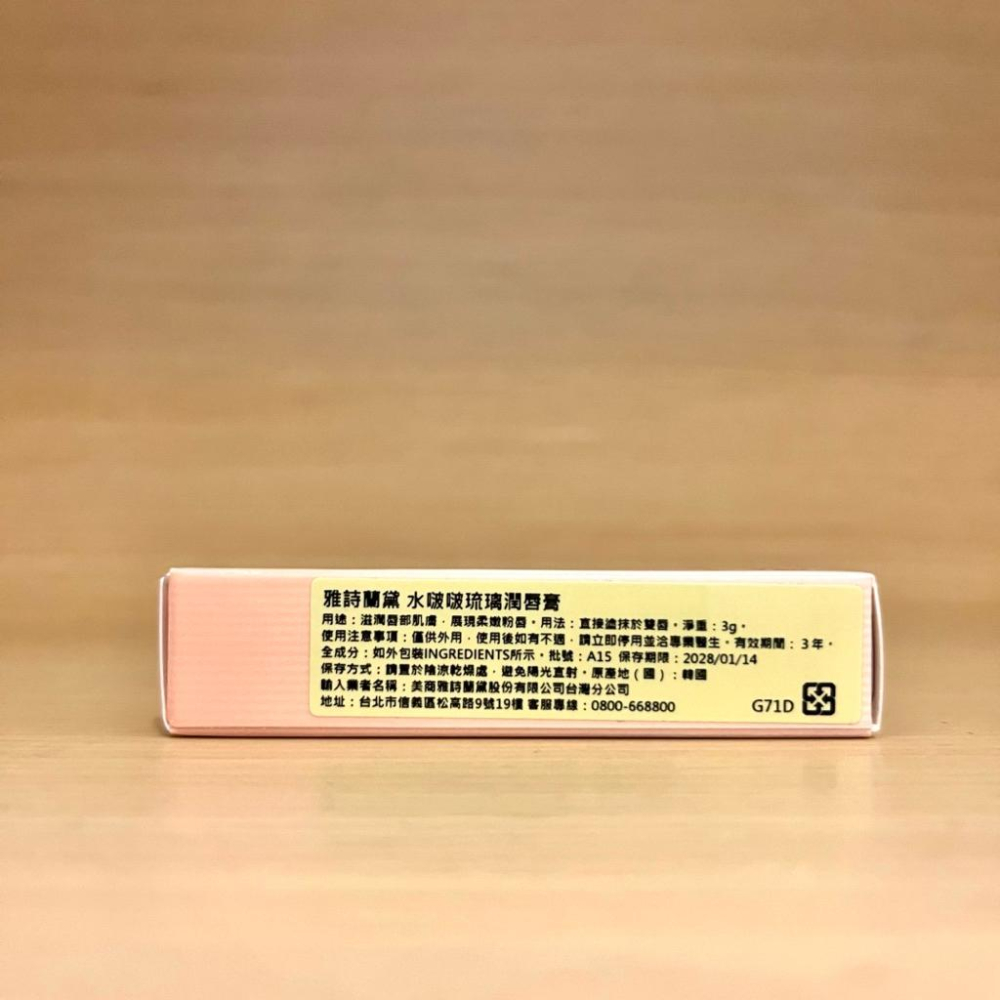 雅詩蘭黛 水啵啵琉璃潤唇膏
用途：滋潤唇部肌膚，展現柔嫩粉唇。用法：直接塗抹於雙唇。淨重：3g。
使用注意事項：僅供外用，使用後如有不適，請立即停用並洽專業醫生。有效期間：3年。
全成分：如外包裝INGREDIENTS所示。批號：A15 保存期限：2028/01/14
保存方式：請置於陰涼乾燥處，避免陽光直射。原產地（國）：韓國
輸入業者名稱：美商雅詩蘭黛股份有限公司台灣分公司
地址：台北市信義區松高路9號19樓 客服專線：0800-668800
G71D